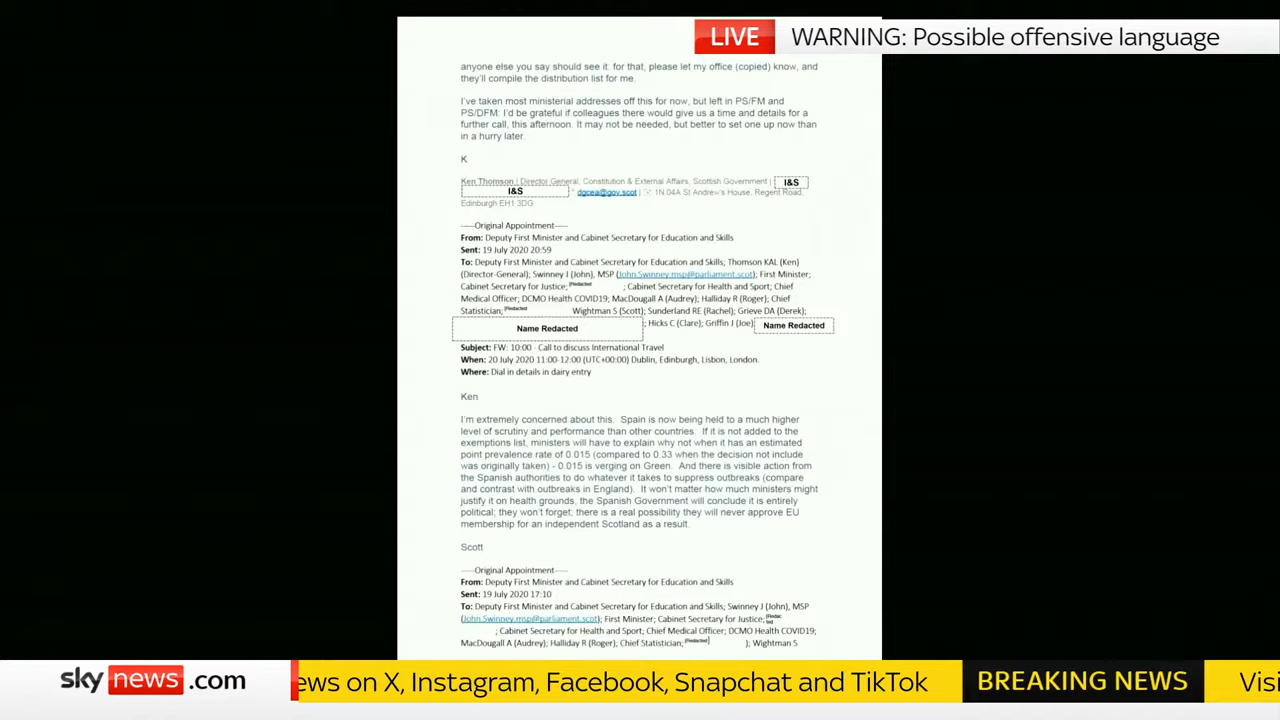 LIVE WARNING: Possible offensive language
anyone else you say should see it: for that, please let my office (copied) know, and
they'll compile the distribution list for me.
I've taken most ministerial addresses off this for now, but left in PS/FM and
PS/DFM: I'd be grateful if colleagues there would give us a time and details for a
further call, this afternoon. It may not be needed, but better to set one up now than
in a hurry later.
K
Ken Thomson | Director General, Constitution & External Affairs, Scottish Government | I&S
I&S dgcea@gov.scot | 1N.04A St Andrew's House, Regent Road,
Edinburgh EH1 3DG
-----Original Appointment-----
From: Deputy First Minister and Cabinet Secretary for Education and Skills
Sent: 19 July 2020 20:59
To: Deputy First Minister and Cabinet Secretary for Education and Skills; Thomson KAL (Ken)
(Director-General); Swinney J (John), MSP (John.Swinney.msp@parliament.scot); First Minister;
Cabinet Secretary for Justice; [Redacted ; Cabinet Secretary for Health and Sport; Chief
Medical Officer; DCMO Health COVID19; MacDougall A (Audrey); Halliday R (Roger); Chief
Statistician; [Redacted Wightman S (Scott); Sunderland RE (Rachel); Grieve DA (Derek);
Name Redacted ; Hicks C (Clare); Griffin J (Joe) Name Redacted
Subject: FW: 10:00 - Call to discuss International Travel
When: 20 July 2020 11:00-12:00 (UTC+00:00) Dublin, Edinburgh, Lisbon, London.
Where: Dial in details in dairy entry
Ken
I'm extremely concerned about this. Spain is now being held to a much higher
level of scrutiny and performance than other countries. If it is not added to the
exemptions list, ministers will have to explain why not when it has an estimated
point prevalence rate of 0.015 (compared to 0.33 when the decision not include
was originally taken) - 0.015 is verging on Green. And there is visible action from
the Spanish authorities to do whatever it takes to suppress outbreaks (compare
and contrast with outbreaks in England). It won't matter how much ministers might
justify it on health grounds, the Spanish Government will conclude it is entirely
political; they won't forget; there is a real possibility they will never approve EU
membership for an independent Scotland as a result.
Scott
-----Original Appointment-----
From: Deputy First Minister and Cabinet Secretary for Education and Skills
Sent: 19 July 2020 17:10
To: Deputy First Minister and Cabinet Secretary for Education and Skills; Swinney J (John), MSP
(John.Swinney.msp@parliament.scot); First Minister; Cabinet Secretary for Justice; [Redac
ted
; Cabinet Secretary for Health and Sport; Chief Medical Officer; DCMO Health COVID19;
MacDougall A (Audrey); Halliday R (Roger); Chief Statistician; [Redacted] ); Wightman S
sky news .com ews on X, Instagram, Facebook, Snapchat and TikTok BREAKING NEWS Visi